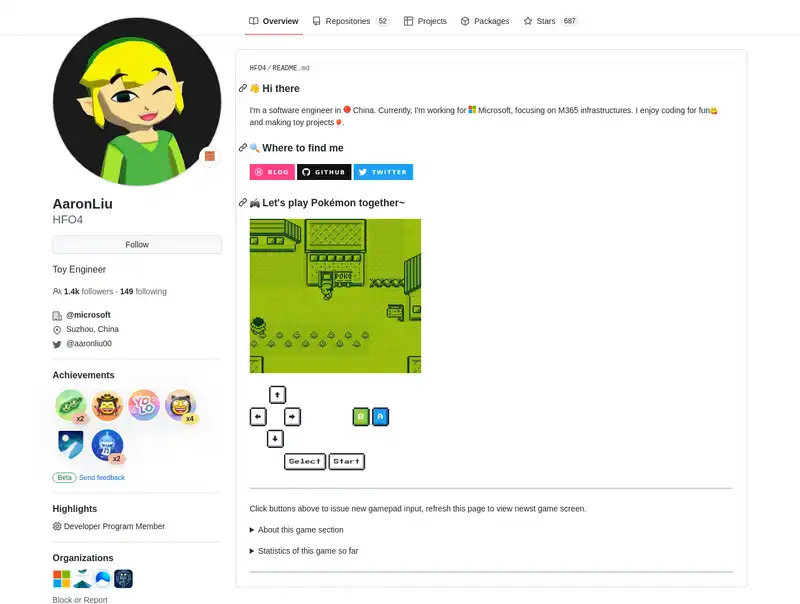 Overview Repositories 52 Projects Packages Stars 687
AaronLiu
HFO4
Follow
Toy Engineer
1.4k followers · 149 following
@microsoft
Suzhou, China
@aaronliu00
Achievements
x2
YOLO
x4
x2
Beta Send feedback
Highlights
Developer Program Member
Organizations
Block or Report
HFO4 / README.md
Hi there
I'm a software engineer in China. Currently, I'm working for Microsoft, focusing on M365 infrastructures. I enjoy coding for fun
and making toy projects.
Where to find me
BLOG GITHUB TWITTER
Let's play Pokémon together~
POKE
B A
Select Start
Click buttons above to issue new gamepad input, refresh this page to view newst game screen.
About this game section
Statistics of this game so far